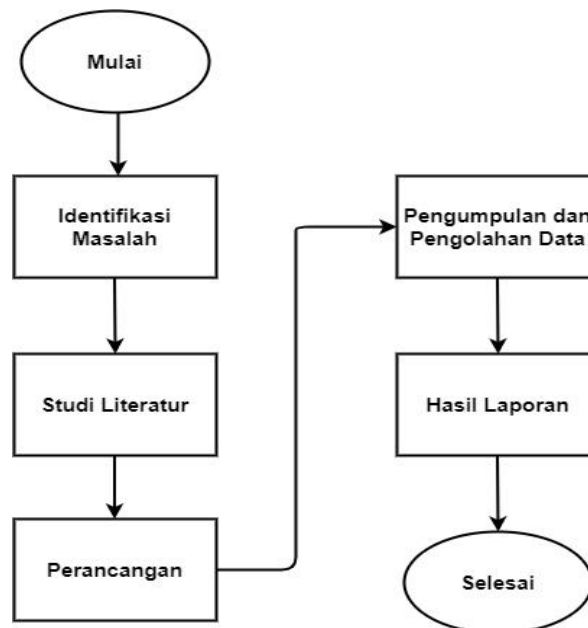 Mulai
Identifikasi
Masalah
Studi Literatur
Perancangan
Pengumpulan dan
Pengolahan Data
Hasil Laporan
Selesai